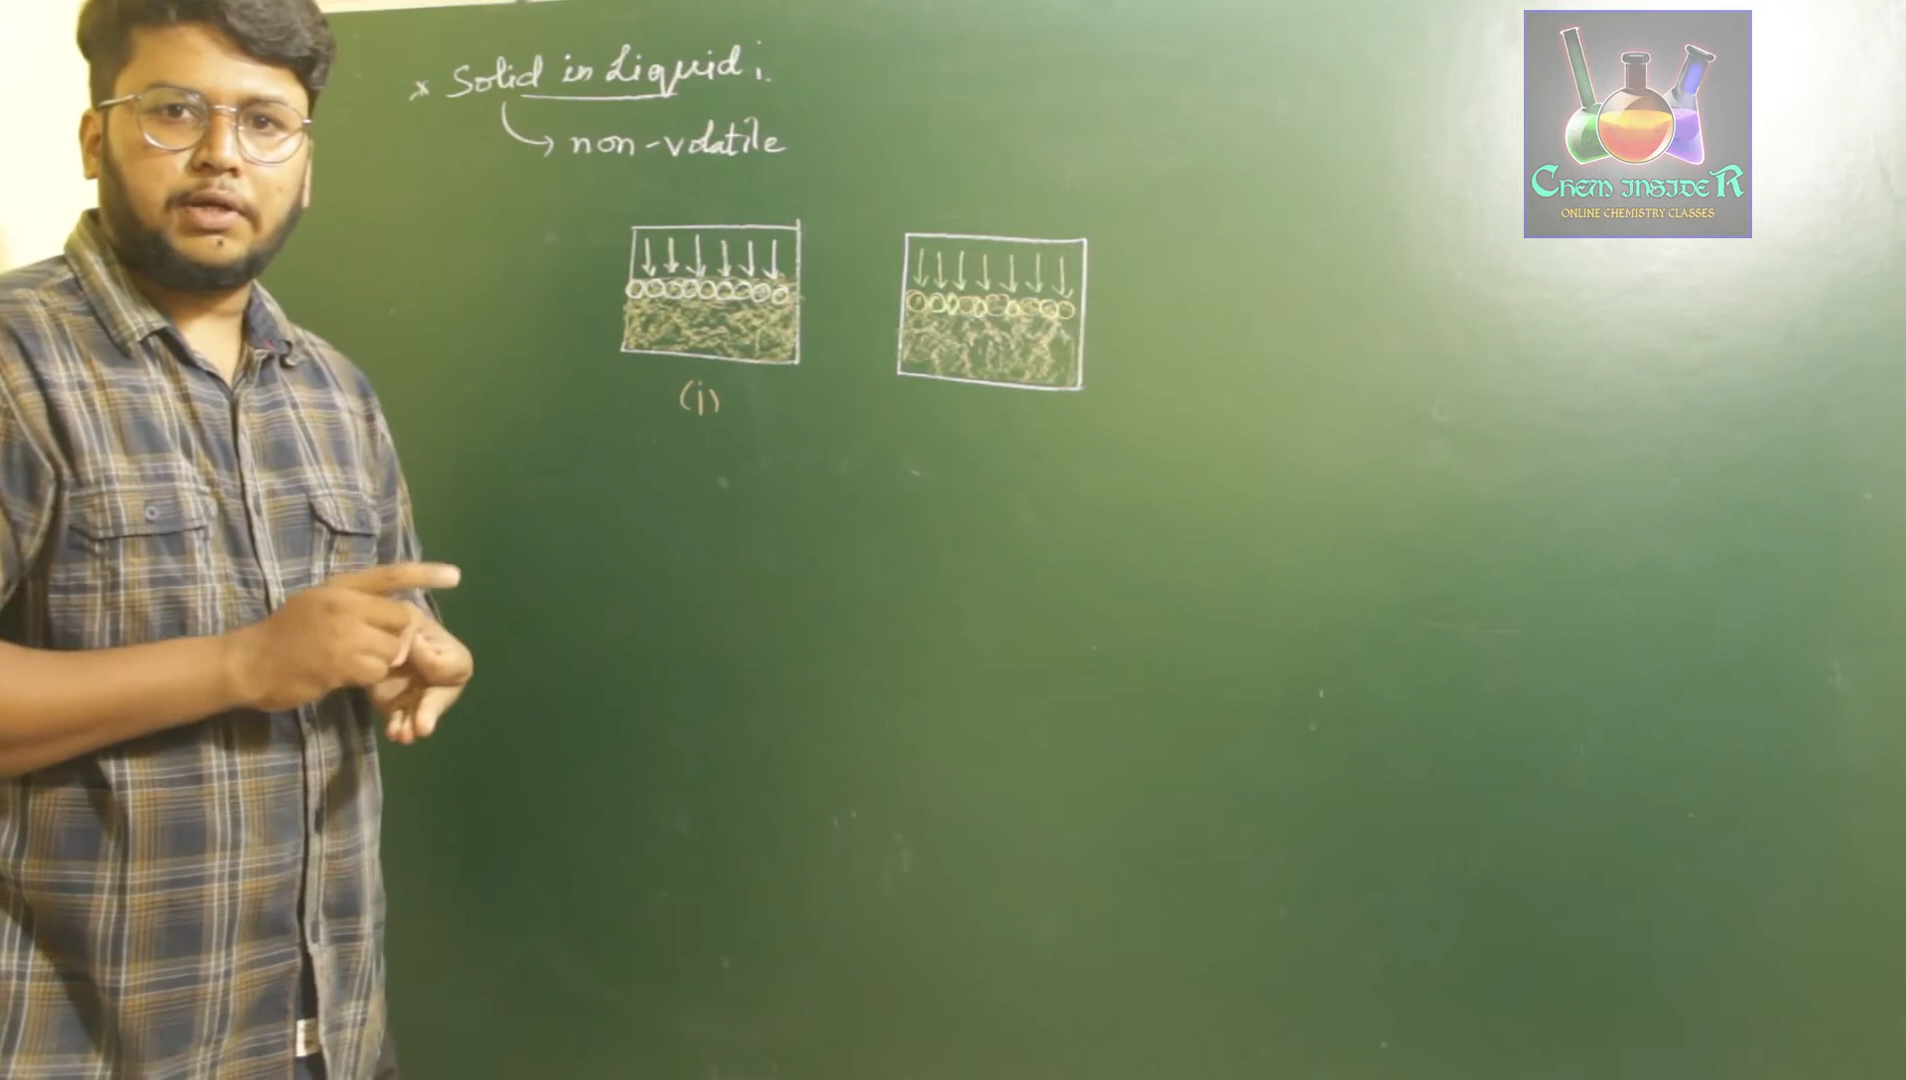 * Solid in Liquid :
non-volatile
(i)
CHEM INSIDER
ONLINE CHEMISTRY CLASSES